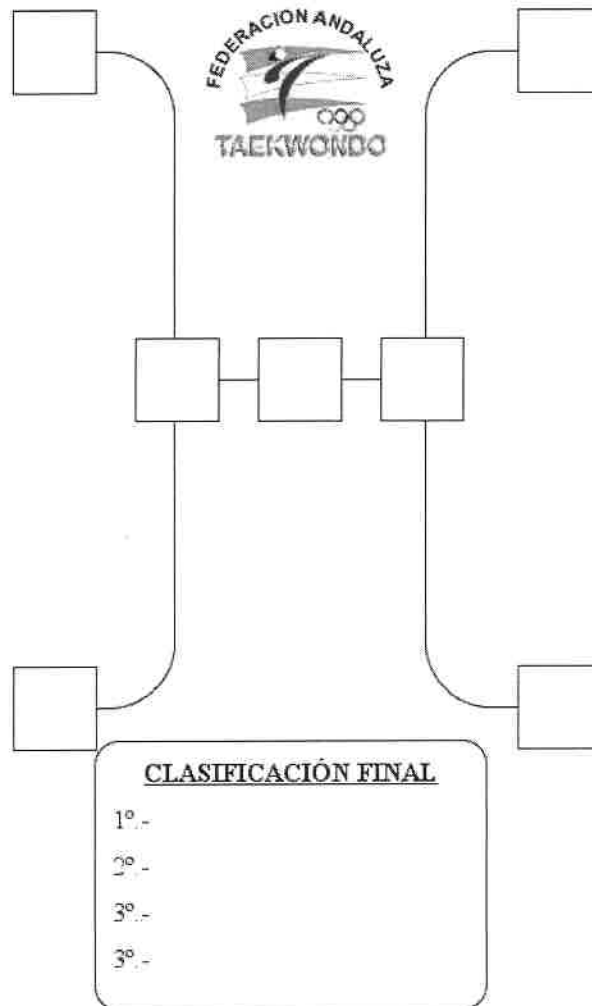 FEDERACION ANDALUZA
TAEKWONDO
CLASIFICACIÓN FINAL
1º.-
2º.-
3º.-
3º.-